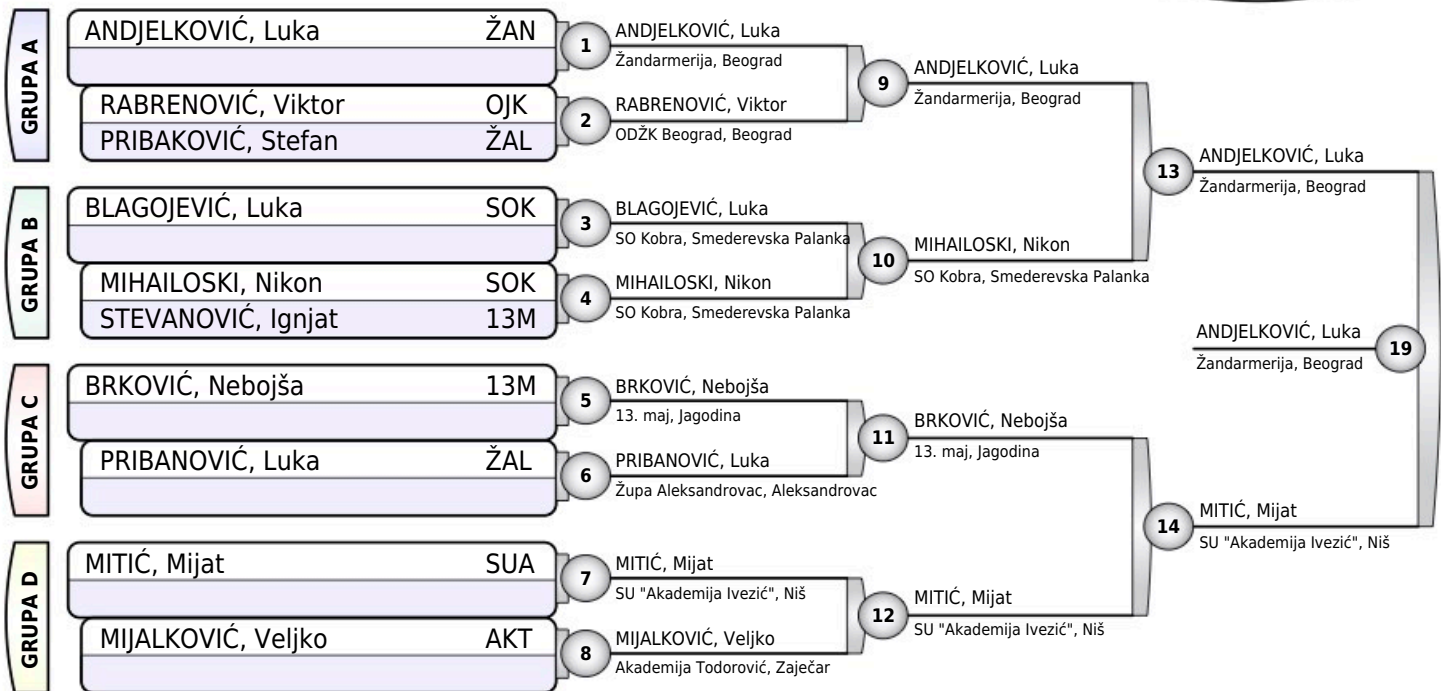 GRUPA A
ANDJELKOVIĆ, Luka ŽAN
RABRENOVIĆ, Viktor OJK
PRIBAKOVIĆ, Stefan ŽAL
GRUPA B
BLAGOJEVIĆ, Luka SOK
MIHAILOSKI, Nikon SOK
STEVANOVIĆ, Ignjat 13M
GRUPA C
BRKOVIĆ, Nebojša 13M
PRIBANOVIĆ, Luka ŽAL
GRUPA D
MITIĆ, Mijat SUA
MIJALKOVIĆ, Veljko AKT
1
ANDJELKOVIĆ, Luka
Žandarmerija, Beograd
2
RABRENOVIĆ, Viktor
ODŽK Beograd, Beograd
3
BLAGOJEVIĆ, Luka
SO Kobra, Smederevska Palanka
4
MIHAILOSKI, Nikon
SO Kobra, Smederevska Palanka
5
BRKOVIĆ, Nebojša
13. maj, Jagodina
6
PRIBANOVIĆ, Luka
Župa Aleksandrovac, Aleksandrovac
7
MITIĆ, Mijat
SU "Akademija Ivezić", Niš
8
MIJALKOVIĆ, Veljko
Akademija Todorović, Zaječar
9
ANDJELKOVIĆ, Luka
Žandarmerija, Beograd
10
MIHAILOSKI, Nikon
SO Kobra, Smederevska Palanka
11
BRKOVIĆ, Nebojša
13. maj, Jagodina
12
MITIĆ, Mijat
SU "Akademija Ivezić", Niš
13
ANDJELKOVIĆ, Luka
Žandarmerija, Beograd
14
MITIĆ, Mijat
SU "Akademija Ivezić", Niš
ANDJELKOVIĆ, Luka
Žandarmerija, Beograd
19